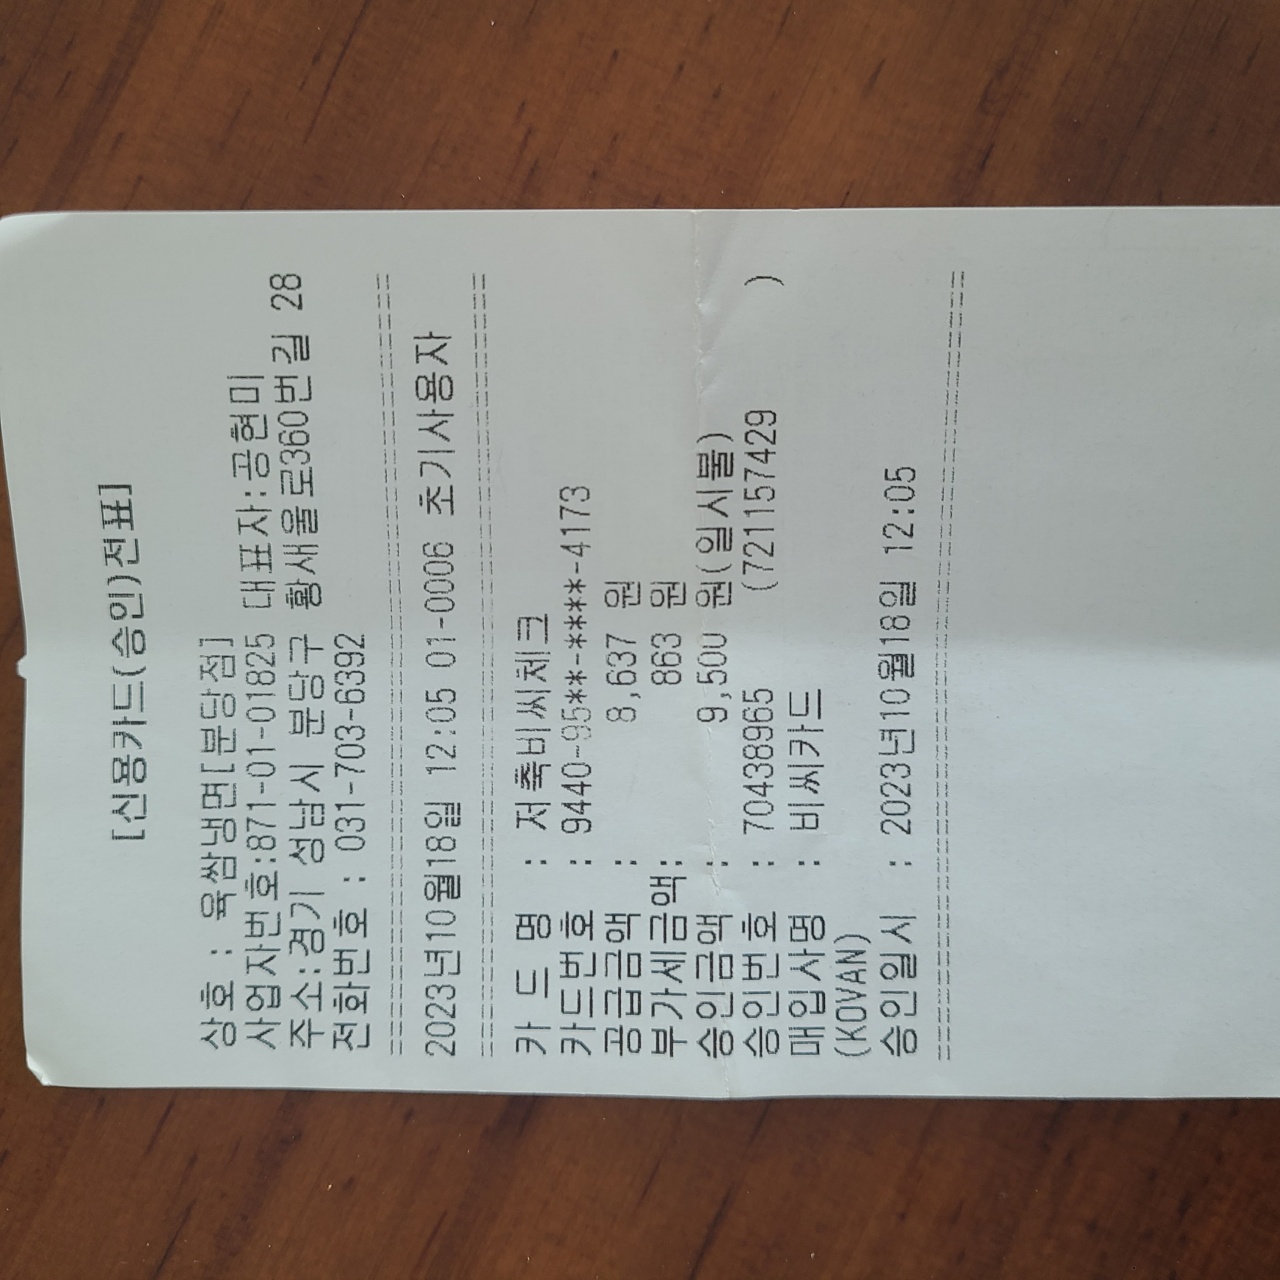 [신용카드(승인)전표]
상호 : 육쌈냉면[분당점]
사업자번호:871-01-01825 대표자:공현미
주소:경기 성남시 분당구 황새울로360번길 28
전화번호 : 031-703-6392
2023년10월18일 12:05 01-0006 초기사용자
카 드 명 : 저축비씨체크
카드번호 : 9440-95**-****-4173
공급금액 : 8,637 원
부가세금액: 863 원
승인금액 : 9,500 원(일시불)
승인번호 : 70438965 (721157429 )
매입사명 : 비씨카드
(KOVAN)
승인일시 : 2023년10월18일 12:05